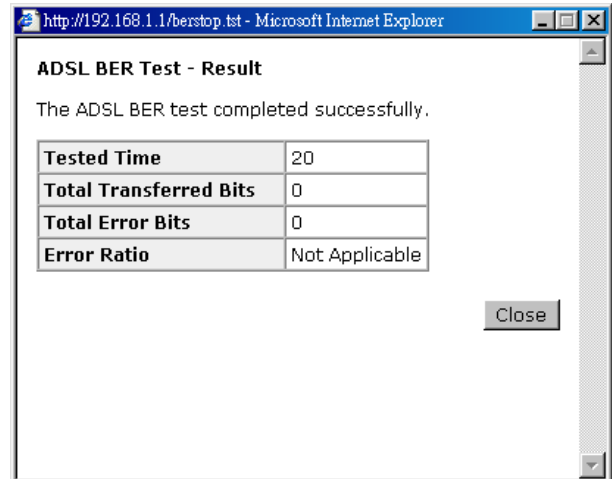 http://192.168.1.1/berstop.tst - Microsoft Internet Explorer
ADSL BER Test - Result
The ADSL BER test completed successfully.
Tested Time 20
Total Transferred Bits 0
Total Error Bits 0
Error Ratio Not Applicable
Close